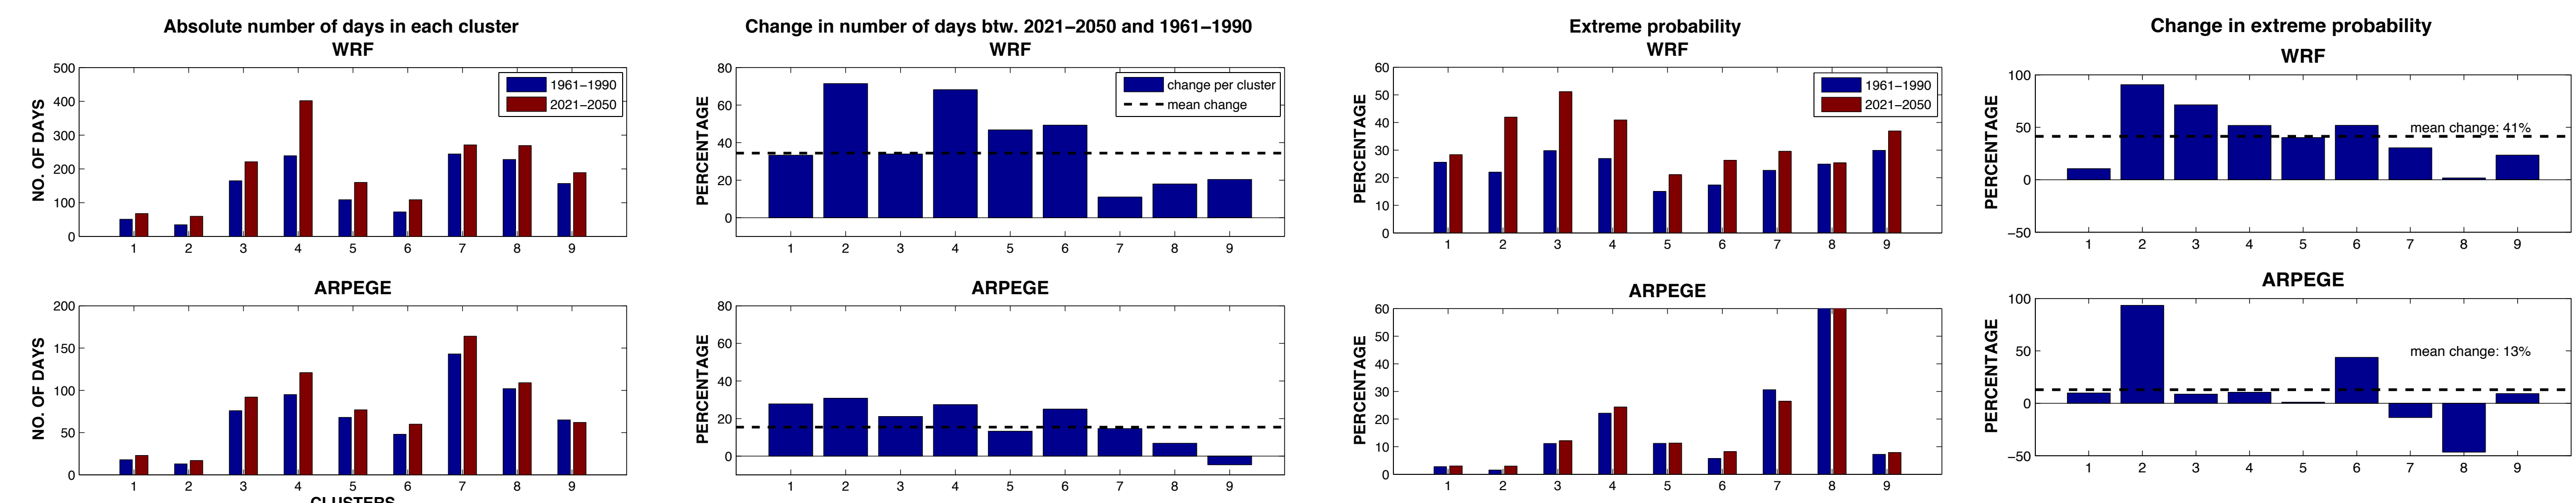 Absolute number of days in each cluster
WRF
500
400
300
200
100
0
NO. OF DAYS
1961−1990
2021−2050
1 2 3 4 5 6 7 8 9
Change in number of days btw. 2021−2050 and 1961−1990
WRF
80
60
40
20
0
PERCENTAGE
change per cluster
mean change
1 2 3 4 5 6 7 8 9
Extreme probability
WRF
60
50
40
30
20
10
0
PERCENTAGE
1961−1990
2021−2050
1 2 3 4 5 6 7 8 9
Change in extreme probability
WRF
100
50
0
−50
PERCENTAGE
mean change: 41%
1 2 3 4 5 6 7 8 9
ARPEGE
200
150
100
50
0
NO. OF DAYS
1 2 3 4 5 6 7 8 9
CLUSTERS
ARPEGE
80
60
40
20
0
PERCENTAGE
1 2 3 4 5 6 7 8 9
ARPEGE
60
50
40
30
20
10
0
PERCENTAGE
1 2 3 4 5 6 7 8 9
ARPEGE
100
50
0
−50
PERCENTAGE
mean change: 13%
1 2 3 4 5 6 7 8 9